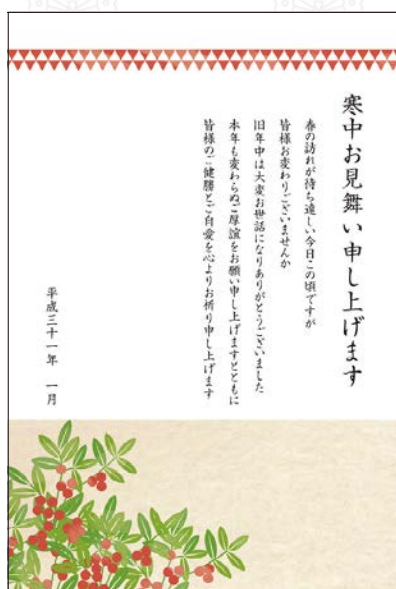 寒中お見舞い申し上げます
春の訪れが待ち遠しい今日この頃ですが
皆様お変わりございませんか
旧年中は大変お世話になりありがとうございました
本年も変わらぬご厚誼をお願い申し上げますとともに
皆様のご健勝とご自愛を心よりお祈り申し上げます
平成三十一年 一月